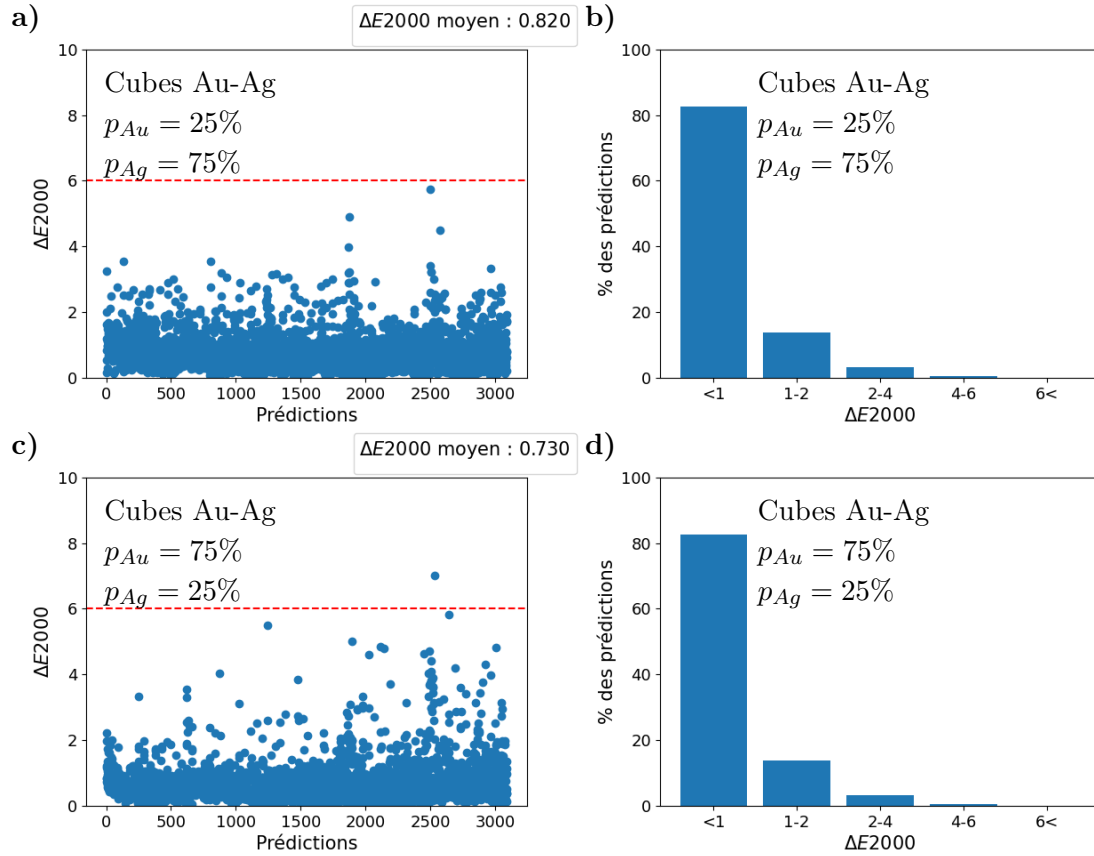 a)
ΔE2000 moyen : 0.820
Cubes Au-Ag
p_Au = 25%
p_Ag = 75%
ΔE2000
10
8
6
4
2
0
0 500 1000 1500 2000 2500 3000
Prédictions
b)
Cubes Au-Ag
p_Au = 25%
p_Ag = 75%
% des prédictions
100
80
60
40
20
0
<1 1-2 2-4 4-6 6<
ΔE2000
c)
ΔE2000 moyen : 0.730
Cubes Au-Ag
p_Au = 75%
p_Ag = 25%
ΔE2000
10
8
6
4
2
0
0 500 1000 1500 2000 2500 3000
Prédictions
d)
Cubes Au-Ag
p_Au = 75%
p_Ag = 25%
% des prédictions
100
80
60
40
20
0
<1 1-2 2-4 4-6 6<
ΔE2000